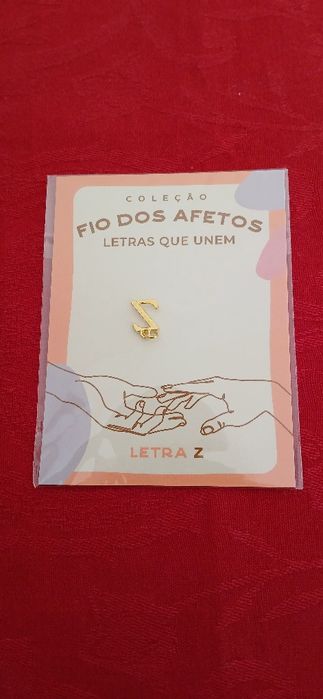 COLEÇÃO
FIO DOS AFETOS
LETRAS QUE UNEM
Z
LETRA Z